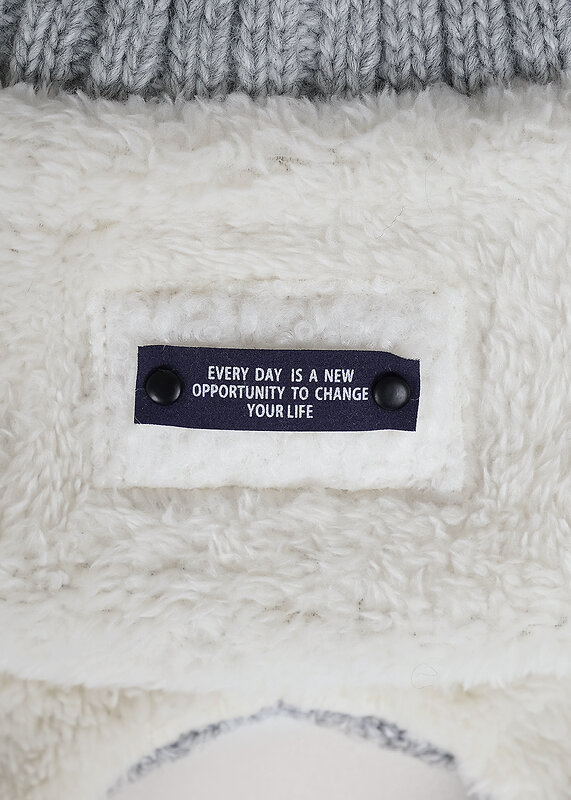 EVERY DAY IS A NEW
OPPORTUNITY TO CHANGE
YOUR LIFE